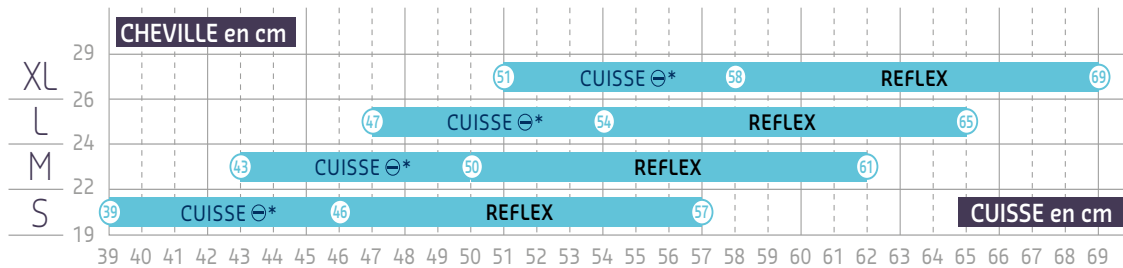 CHEVILLE en cm
29
XL 51 CUISSE ⊖* 58 REFLEX 69
26
L 47 CUISSE ⊖* 54 REFLEX 65
24
M 43 CUISSE ⊖* 50 REFLEX 61
22
S 39 CUISSE ⊖* 46 REFLEX 57 CUISSE en cm
19
39 40 41 42 43 44 45 46 47 48 49 50 51 52 53 54 55 56 57 58 59 60 61 62 63 64 65 66 67 68 69